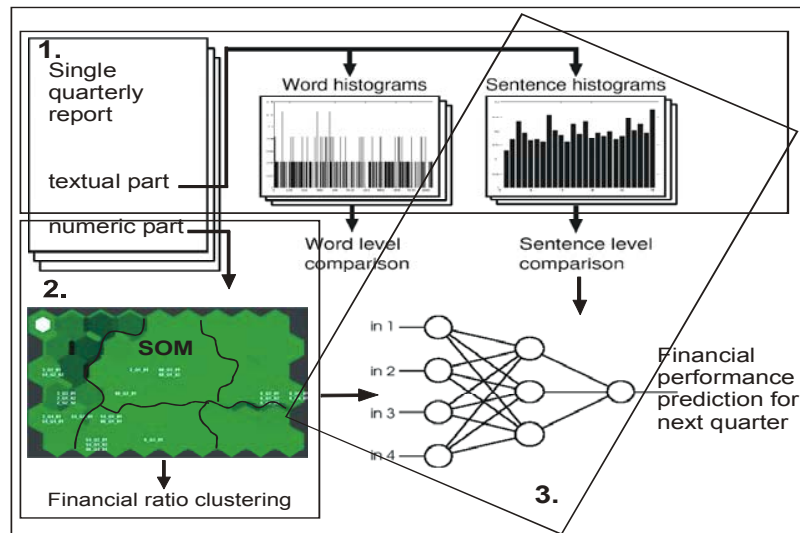 1.
Single
quarterly
report
textual part
numeric part
Word histograms
Sentence histograms
Word level
comparison
Sentence level
comparison
2.
I
SOM
Financial ratio clustering
in 1
in 2
in 3
in 4
Financial
performance
prediction for
next quarter
3.